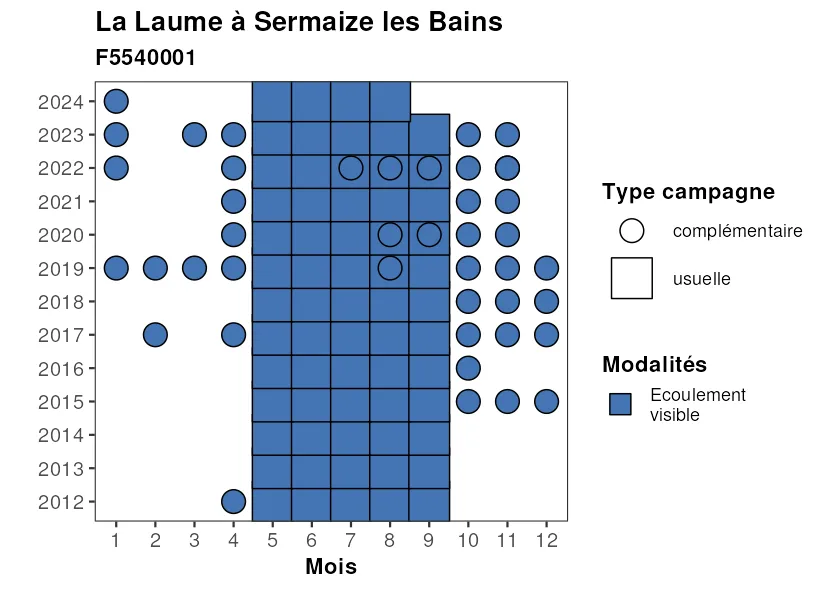 La Laume à Sermaize les Bains
F5540001
2024
2023
2022
2021
2020
2019
2018
2017
2016
2015
2014
2013
2012
1 2 3 4 5 6 7 8 9 10 11 12
Mois
Type campagne
complémentaire
usuelle
Modalités
Ecoulement
visible